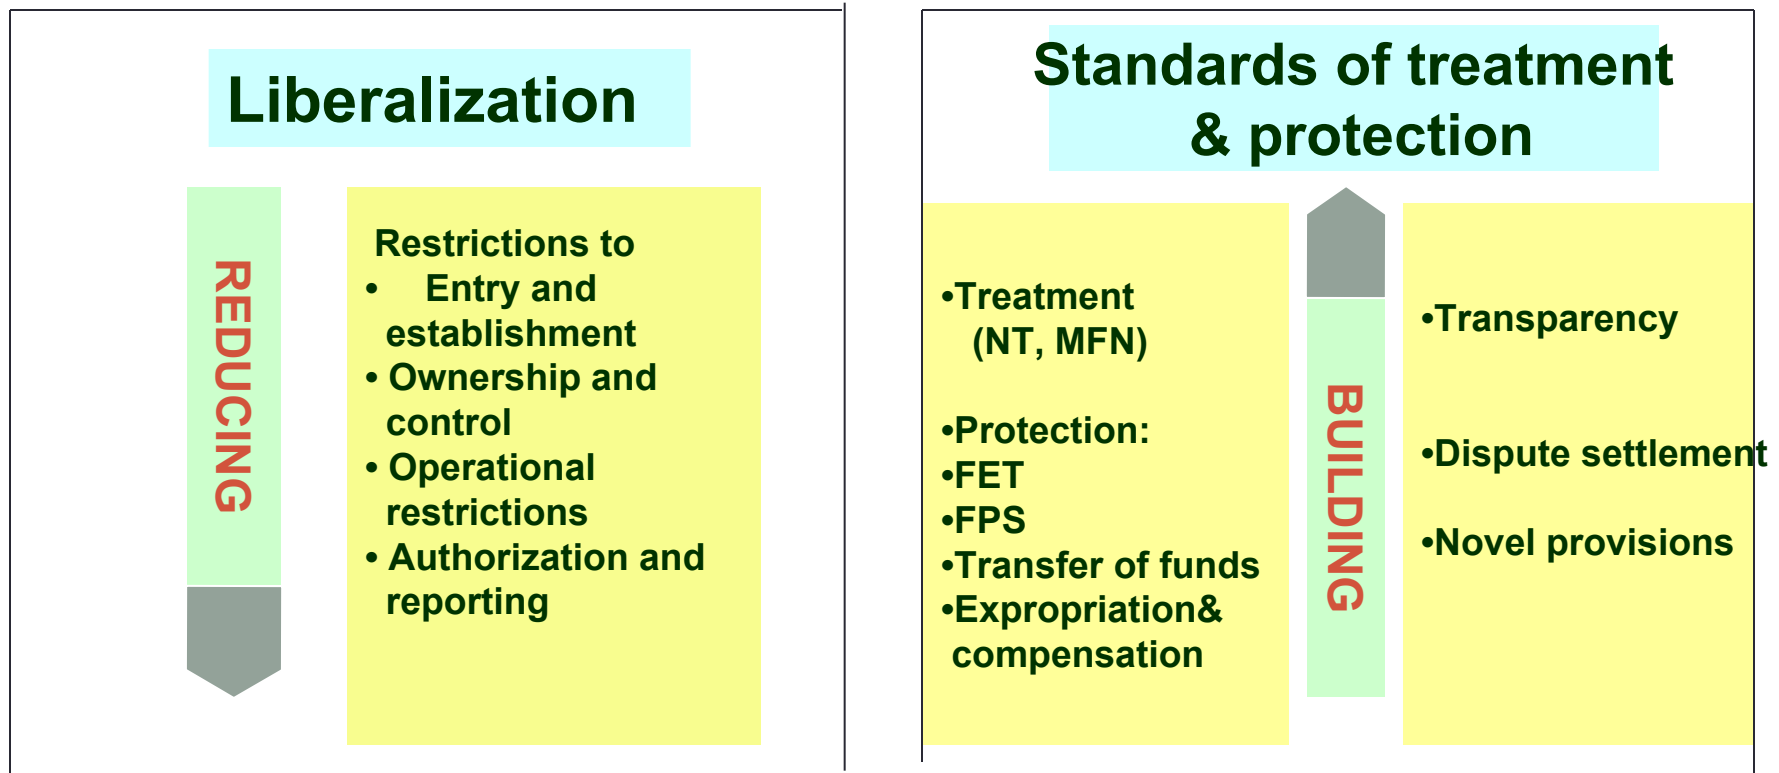 Liberalization
REDUCING
Restrictions to
• Entry and
establishment
• Ownership and
control
• Operational
restrictions
• Authorization and
reporting
Standards of treatment
& protection
•Treatment
(NT, MFN)
•Protection:
•FET
•FPS
•Transfer of funds
•Expropriation&
compensation
BUILDING
•Transparency
•Dispute settlement
•Novel provisions